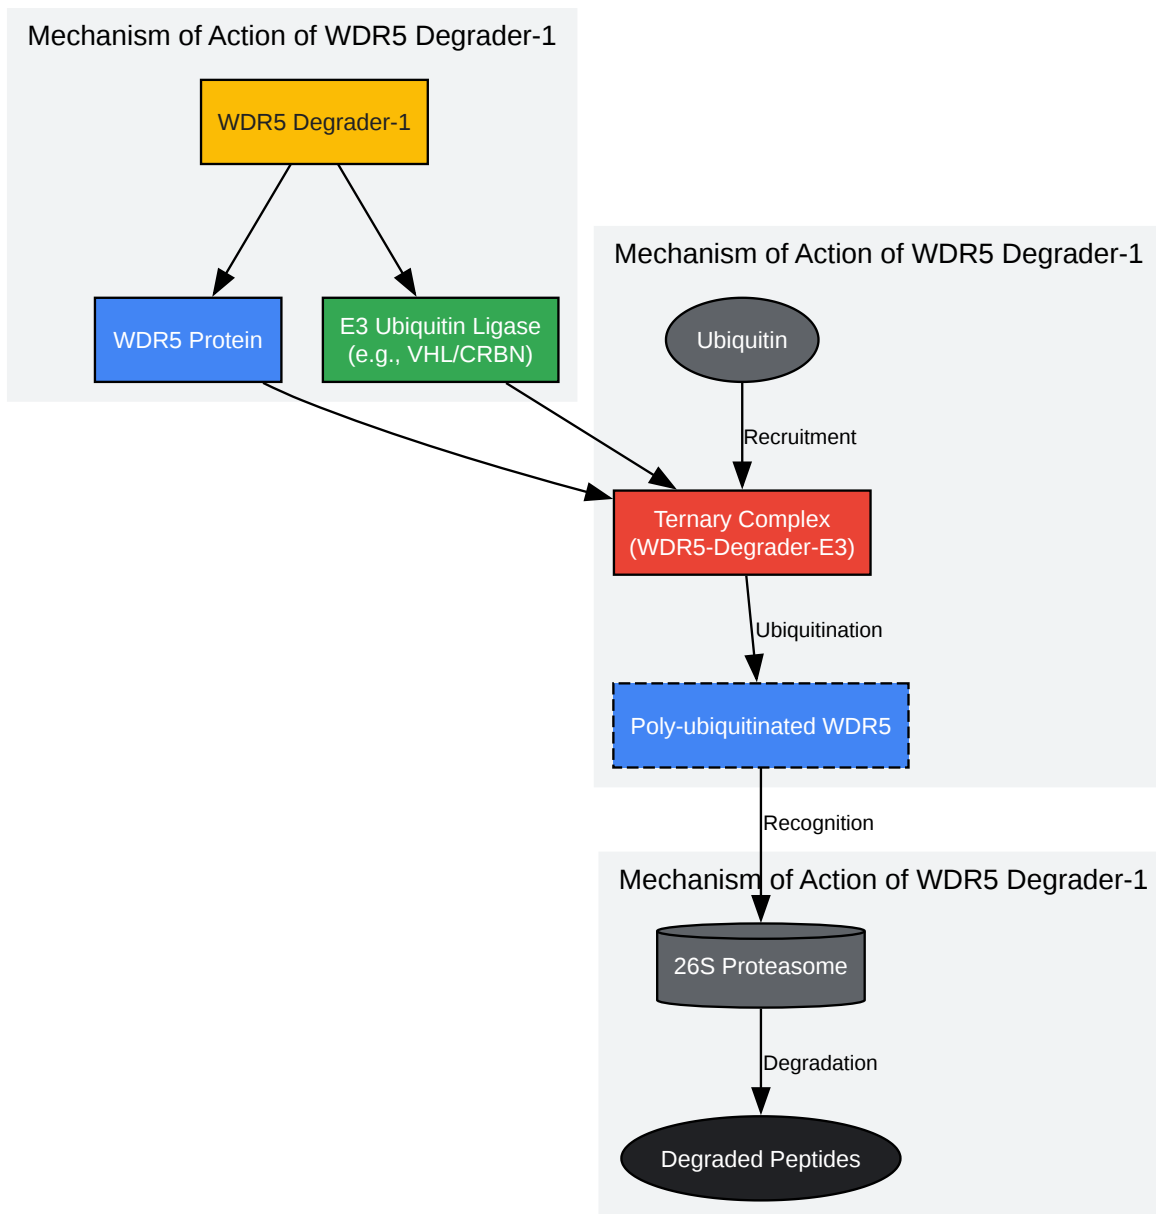 Mechanism of Action of WDR5 Degrader-1
WDR5 Degrader-1
WDR5 Protein
E3 Ubiquitin Ligase
(e.g., VHL/CRBN)
Mechanism of Action of WDR5 Degrader-1
Ubiquitin
Recruitment
Ternary Complex
(WDR5-Degrader-E3)
Ubiquitination
Poly-ubiquitinated WDR5
Recognition
Mechanism of Action of WDR5 Degrader-1
26S Proteasome
Degradation
Degraded Peptides